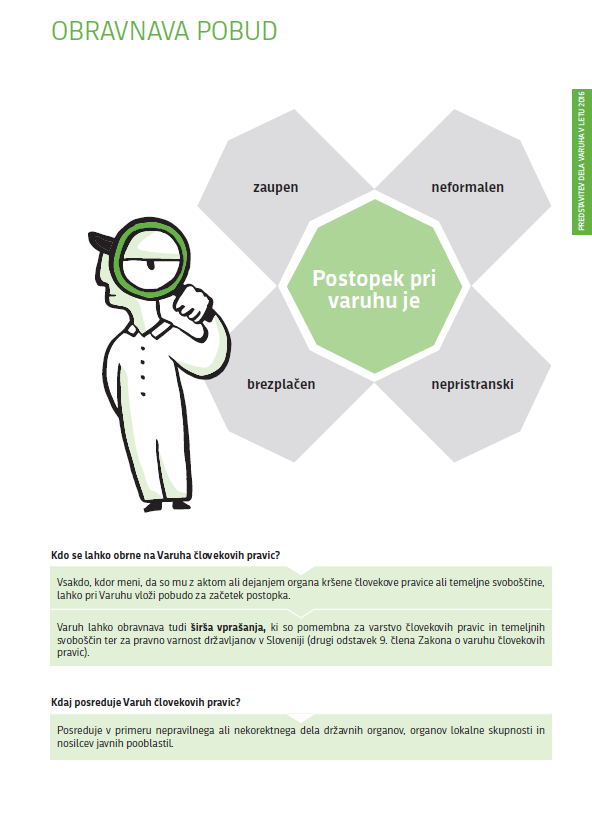 OBRAVNAVA POBUD
PREDSTAVITEV DELA VARUHA V LETU 2016
zaupen
neformalen
Postopek pri
varuhu je
brezplačen
nepristranski
Kdo se lahko obrne na Varuha človekovih pravic?
Vsakdo, kdor meni, da so mu z aktom ali dejanjem organa kršene človekove pravice ali temeljne svoboščine,
lahko pri Varuhu vloži pobudo za začetek postopka.
Varuh lahko obravnava tudi širša vprašanja, ki so pomembna za varstvo človekovih pravic in temeljnih
svoboščin ter za pravno varnost državljanov v Sloveniji (drugi odstavek 9. člena Zakona o varuhu človekovih
pravic).
Kdaj posreduje Varuh človekovih pravic?
Posreduje v primeru nepravilnega ali nekorektnega dela državnih organov, organov lokalne skupnosti in
nosilcev javnih pooblastil.